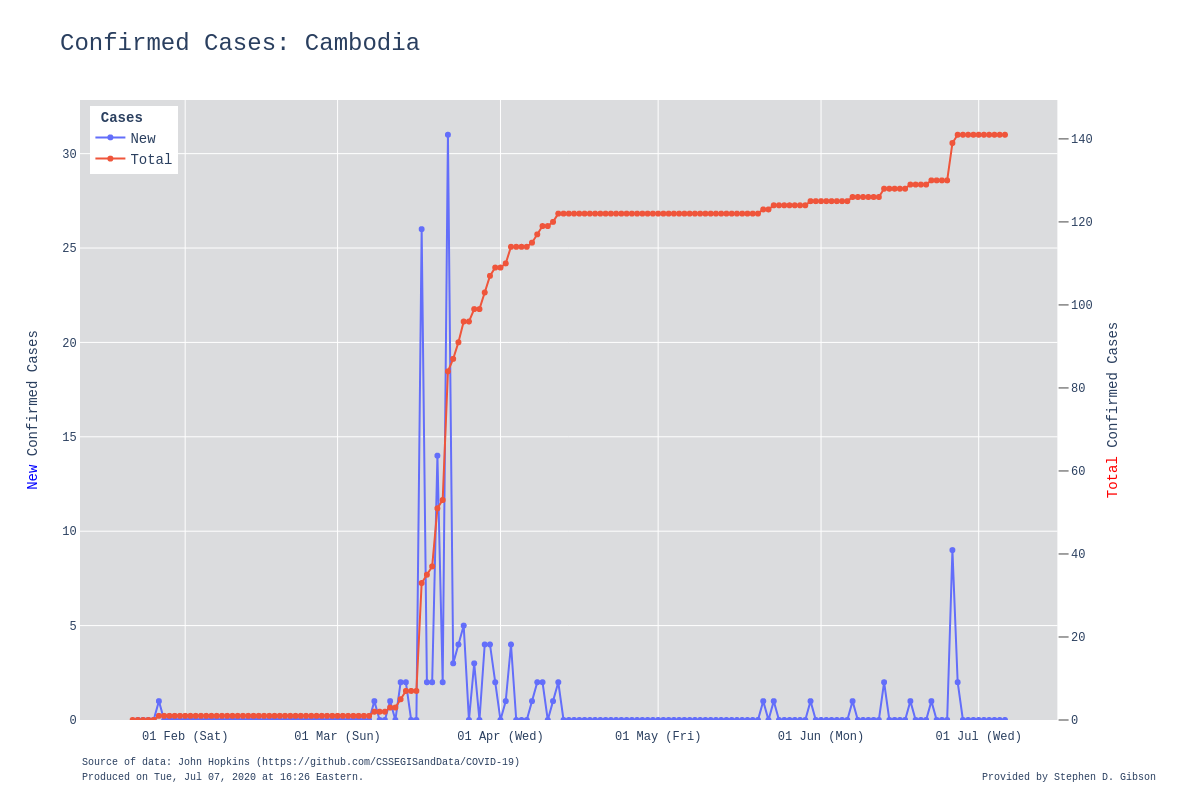 Confirmed Cases: Cambodia
Cases
New
Total
30
25
20
15
10
5
0
140
120
100
80
60
40
20
0
New Confirmed Cases
Total Confirmed Cases
01 Feb (Sat)
01 Mar (Sun)
01 Apr (Wed)
01 May (Fri)
01 Jun (Mon)
01 Jul (Wed)
Source of data: John Hopkins (https://github.com/CSSEGISandData/COVID-19)
Produced on Tue, Jul 07, 2020 at 16:26 Eastern.
Provided by Stephen D. Gibson